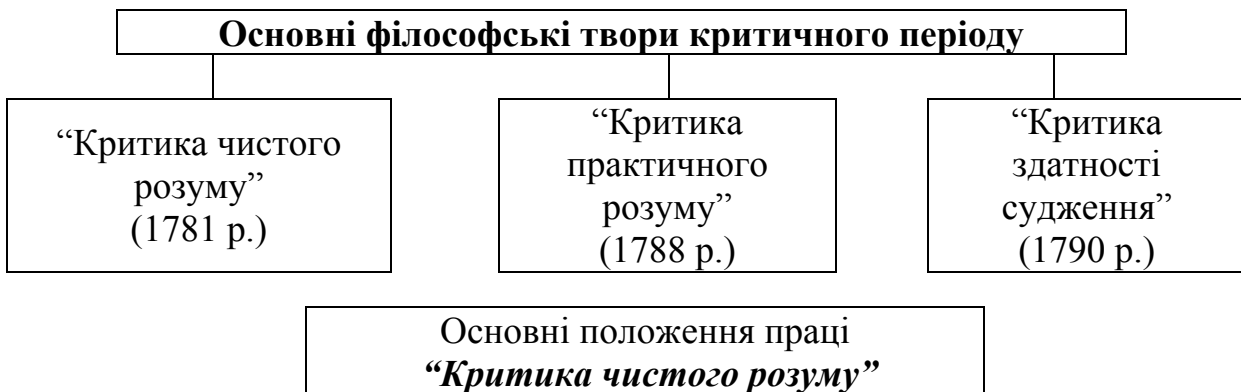 Основні філософські твори критичного періоду
“Критика чистого
розуму”
(1781 р.)
“Критика
практичного
розуму”
(1788 р.)
“Критика
здатності
судження”
(1790 р.)
Основні положення праці
“Критика чистого розуму”